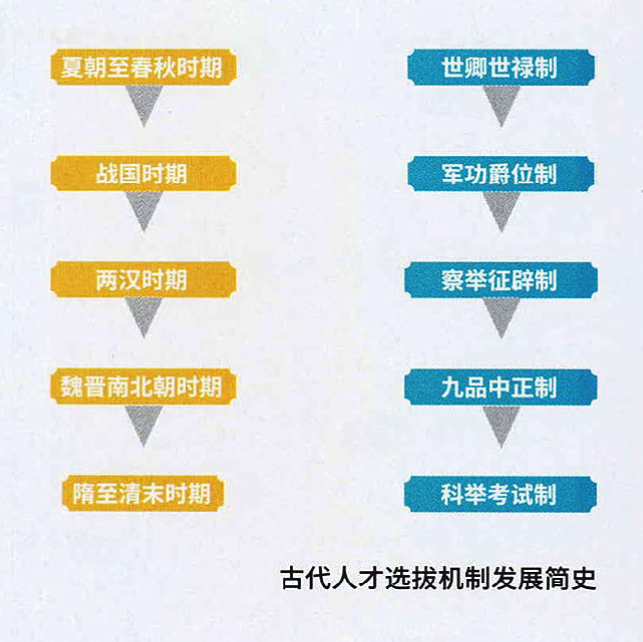 夏朝至春秋时期
世卿世禄制
战国时期
军功爵位制
两汉时期
察举征辟制
魏晋南北朝时期
九品中正制
隋至清末时期
科举考试制
古代人才选拔机制发展简史